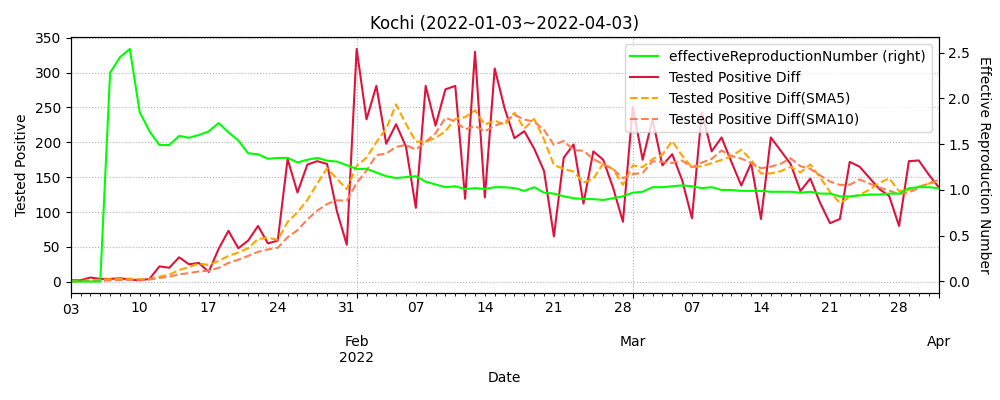 Kochi (2022-01-03~2022-04-03)
350
300
250
200
150
100
50
0
Tested Positive
2.5
2.0
1.5
1.0
0.5
0.0
Effective Reproduction Number
effectiveReproductionNumber (right)
Tested Positive Diff
Tested Positive Diff(SMA5)
Tested Positive Diff(SMA10)
03 10 17 24 31 07 14 21 28 07 14 21 28
Feb Mar Apr
2022
Date